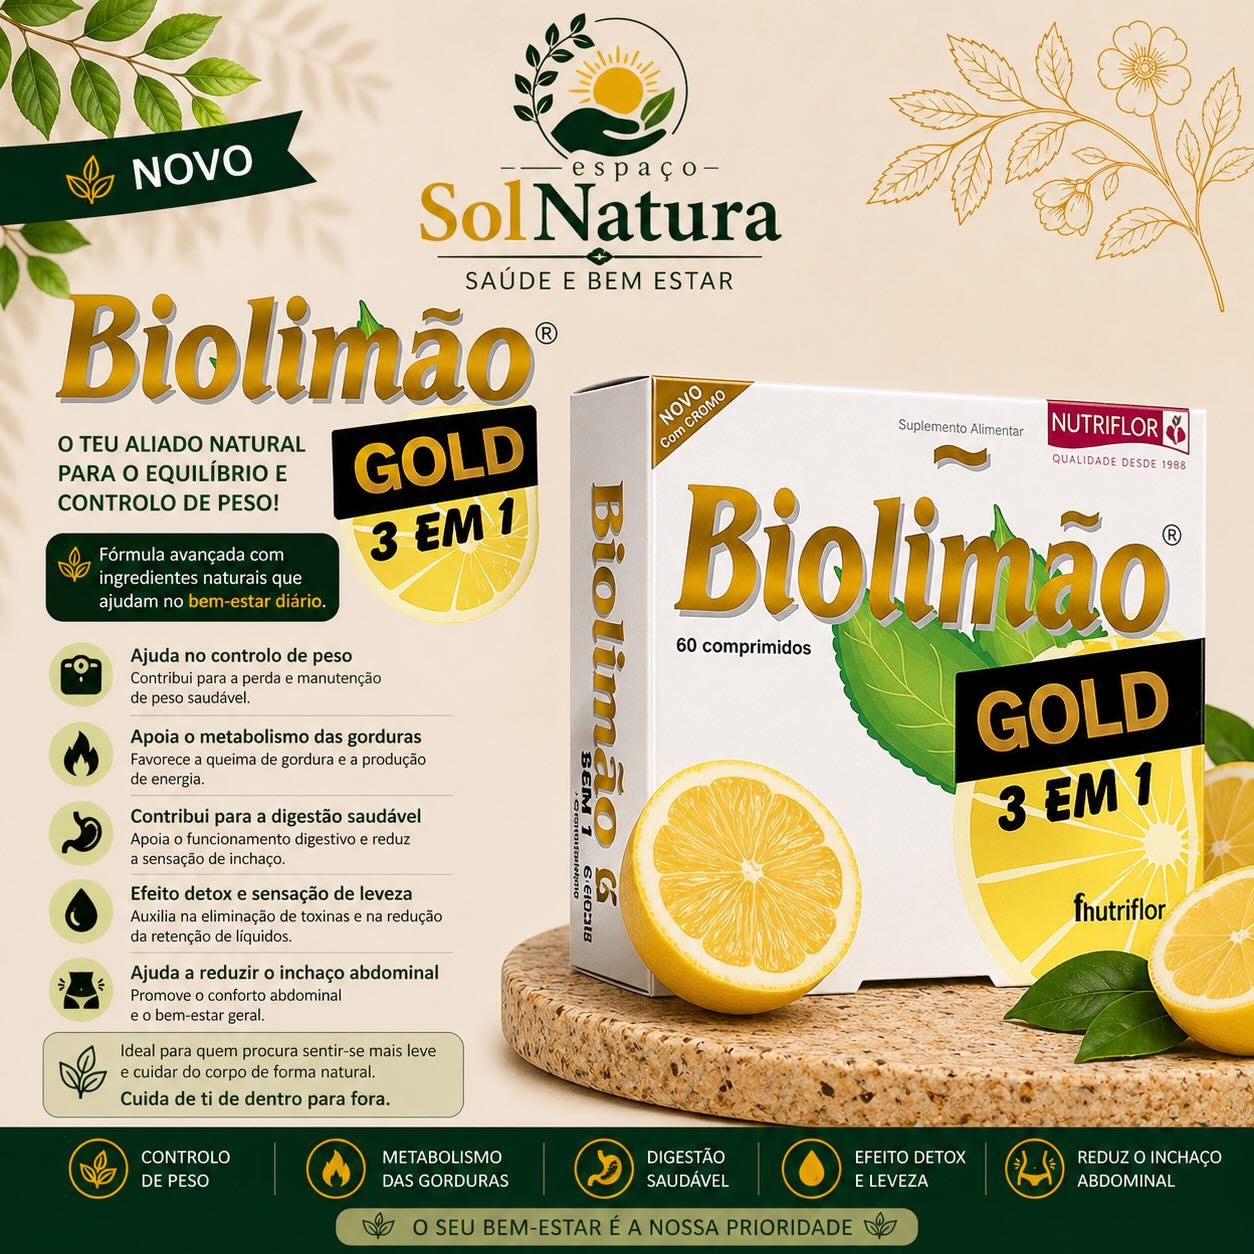 NOVO
espaço
SolNatura
SAÚDE E BEM ESTAR
Biolimão®
GOLD
3 EM 1
O TEU ALIADO NATURAL
PARA O EQUILÍBRIO E
CONTROLO DE PESO!
Fórmula avançada com
ingredientes naturais que
ajudam no bem-estar diário.
Ajuda no controlo de peso
Contribui para a perda e manutenção
de peso saudável.
Apoia o metabolismo das gorduras
Favorece a queima de gordura e a produção
de energia.
Contribui para a digestão saudável
Apoia o funcionamento digestivo e reduz
a sensação de inchaço.
Efeito detox e sensação de leveza
Auxilia na eliminação de toxinas e na redução
da retenção de líquidos.
Ajuda a reduzir o inchaço abdominal
Promove o conforto abdominal
e o bem-estar geral.
Ideal para quem procura sentir-se mais leve
e cuidar do corpo de forma natural.
Cuida de ti de dentro para fora.
NOVO
Com CROMO
Suplemento Alimentar
NUTRIFLOR
QUALIDADE DESDE 1988
Biolimão®
60 comprimidos
GOLD
3 EM 1
fhutriflor
Biolimão
CONTROLO
DE PESO
METABOLISMO
DAS GORDURAS
DIGESTÃO
SAUDÁVEL
EFEITO DETOX
E LEVEZA
REDUZ O INCHAÇO
ABDOMINAL
O SEU BEM-ESTAR É A NOSSA PRIORIDADE